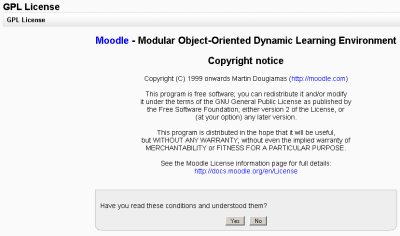 GPL License
GPL License
Moodle - Modular Object-Oriented Dynamic Learning Environment
Copyright notice
Copyright (C) 1999 onwards Martin Dougiamas (http://moodle.com)
This program is free software; you can redistribute it and/or modify
it under the terms of the GNU General Public License as published by
the Free Software Foundation; either version 2 of the License, or
(at your option) any later version.
This program is distributed in the hope that it will be useful,
but WITHOUT ANY WARRANTY; without even the implied warranty of
MERCHANTABILITY or FITNESS FOR A PARTICULAR PURPOSE.
See the Moodle License information page for full details:
http://docs.moodle.org/en/License
Have you read these conditions and understood them?
Yes No